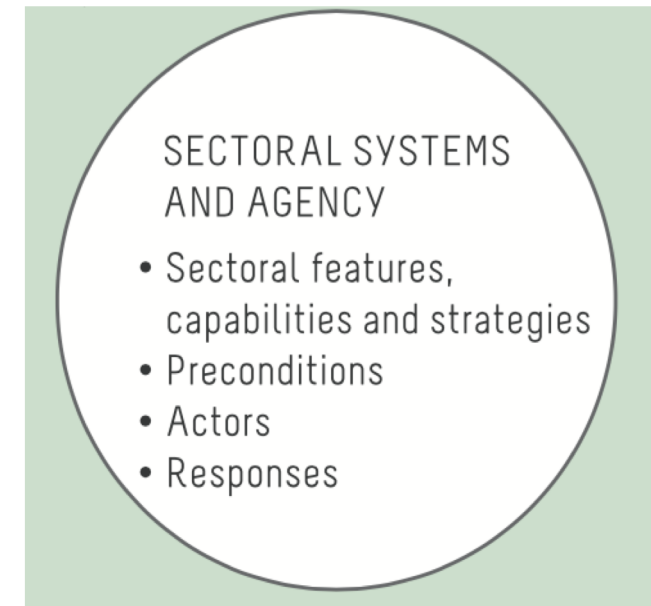 SECTORAL SYSTEMS
AND AGENCY
• Sectoral features,
capabilities and strategies
• Preconditions
• Actors
• Responses